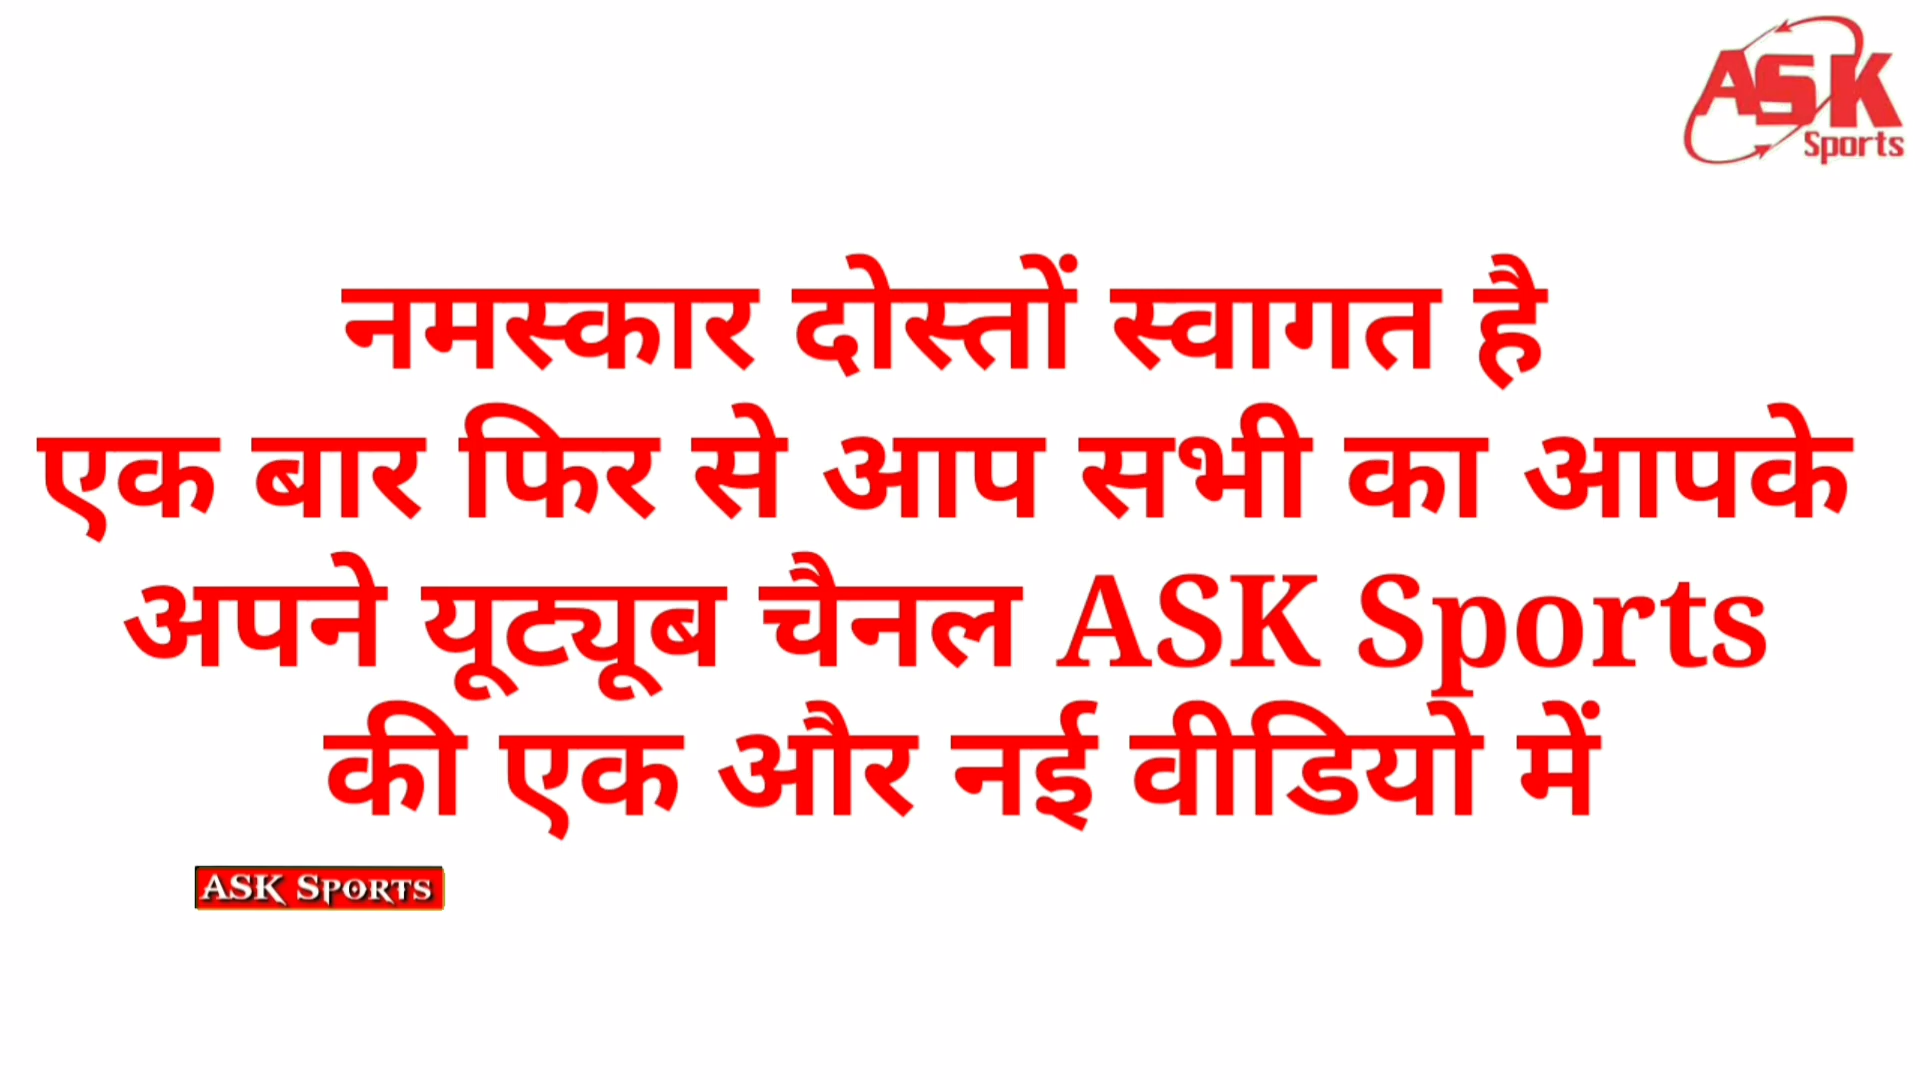 ASK
Sports
नमस्कार दोस्तों स्वागत है
एक बार फिर से आप सभी का आपके
अपने यूट्यूब चैनल ASK Sports
की एक और नई वीडियो में
ASK SPORTS